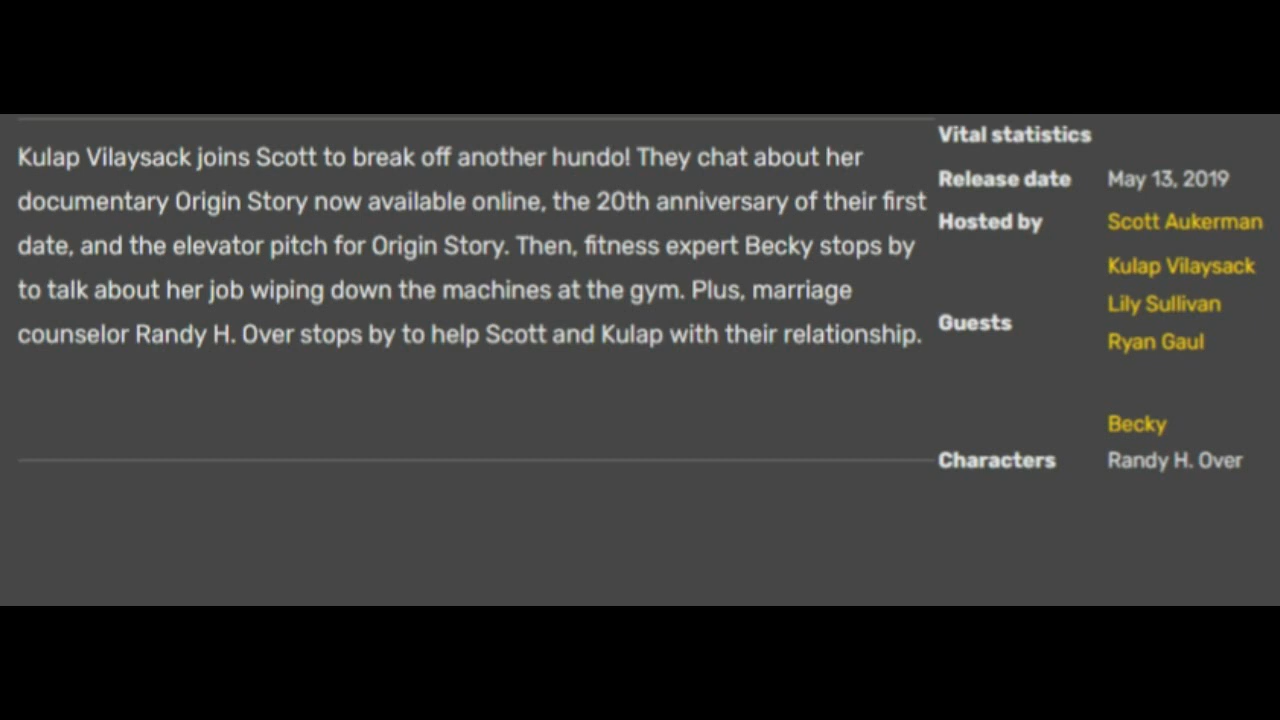 Kulap Vilaysack joins Scott to break off another hundo! They chat about her
documentary Origin Story now available online, the 20th anniversary of their first
date, and the elevator pitch for Origin Story. Then, fitness expert Becky stops by
to talk about her job wiping down the machines at the gym. Plus, marriage
counselor Randy H. Over stops by to help Scott and Kulap with their relationship.
Vital statistics
Release date May 13, 2019
Hosted by Scott Aukerman
Kulap Vilaysack
Lily Sullivan
Guests
Ryan Gaul
Becky
Characters Randy H. Over